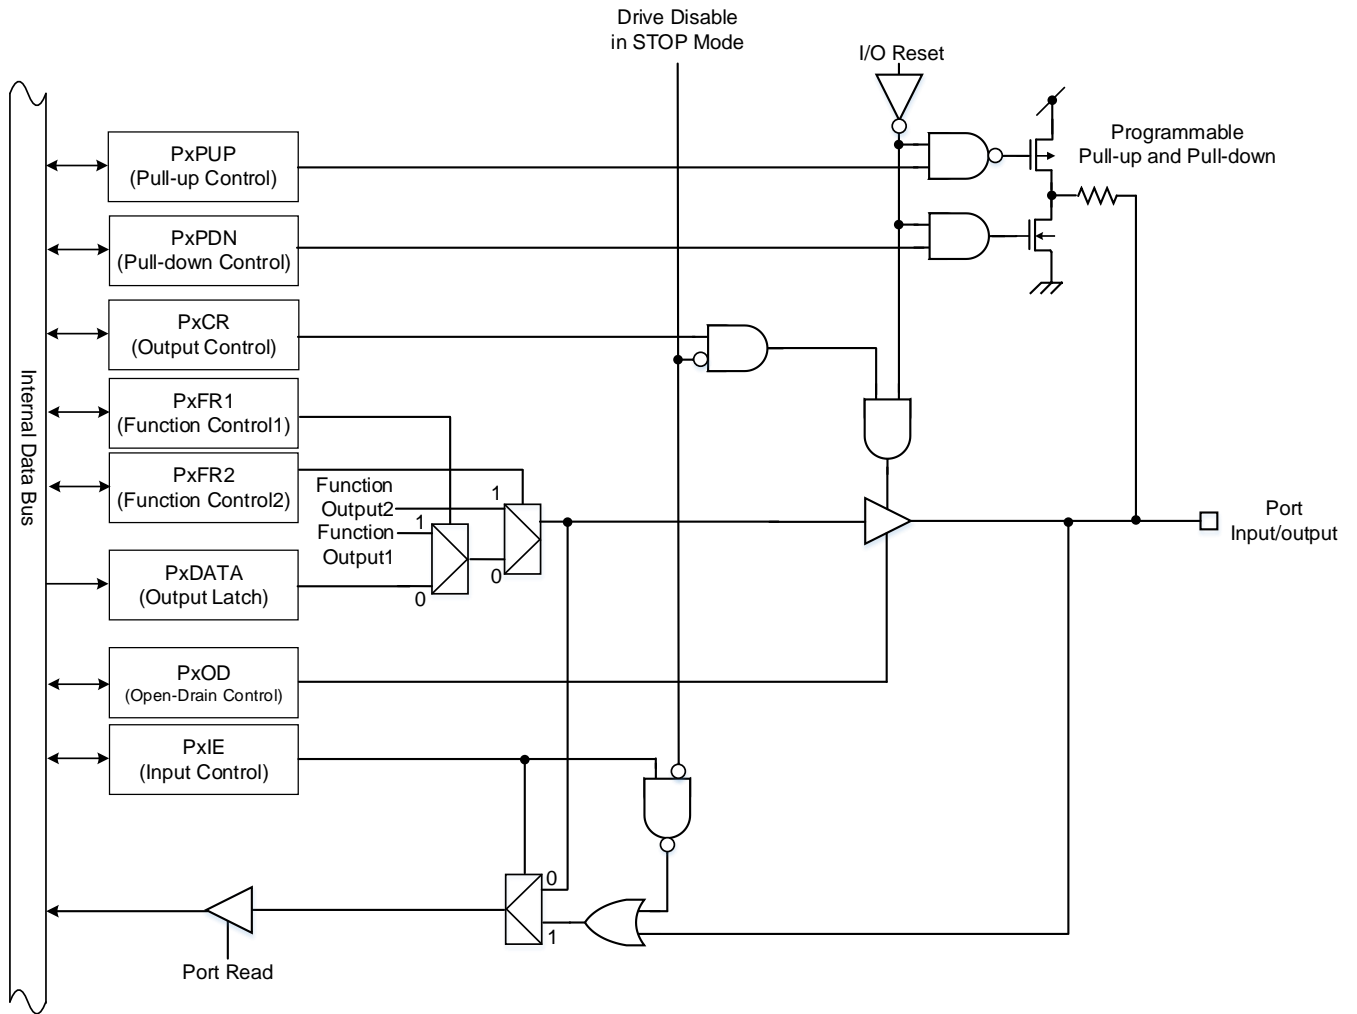 Drive Disable
in STOP Mode
I/O Reset
Programmable
Pull-up and Pull-down
PxPUP
(Pull-up Control)
PxPDN
(Pull-down Control)
PxCR
(Output Control)
PxFR1
(Function Control1)
PxFR2
(Function Control2)
Function
Output2
1
Function
Output1
1
0
0
PxDATA
(Output Latch)
Port
Input/output
PxOD
(Open-Drain Control)
PxIE
(Input Control)
0
1
Port Read
Internal Data Bus